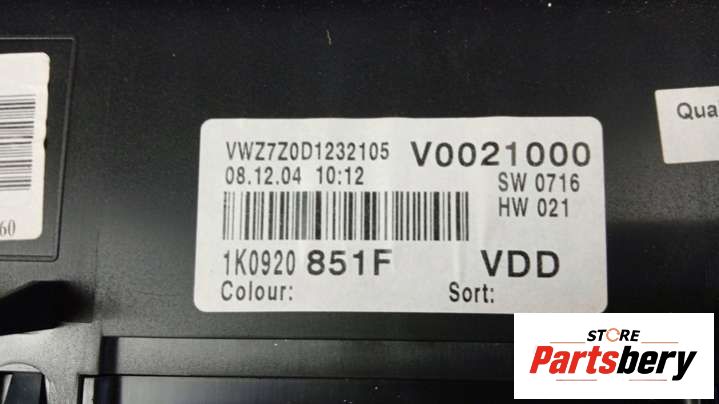 VWZ7Z0D1232105 V0021000
08.12.04 10:12 SW 0716
HW 021
1K0920 851F VDD
Colour: Sort:
60
Qua
STORE
Partsbery